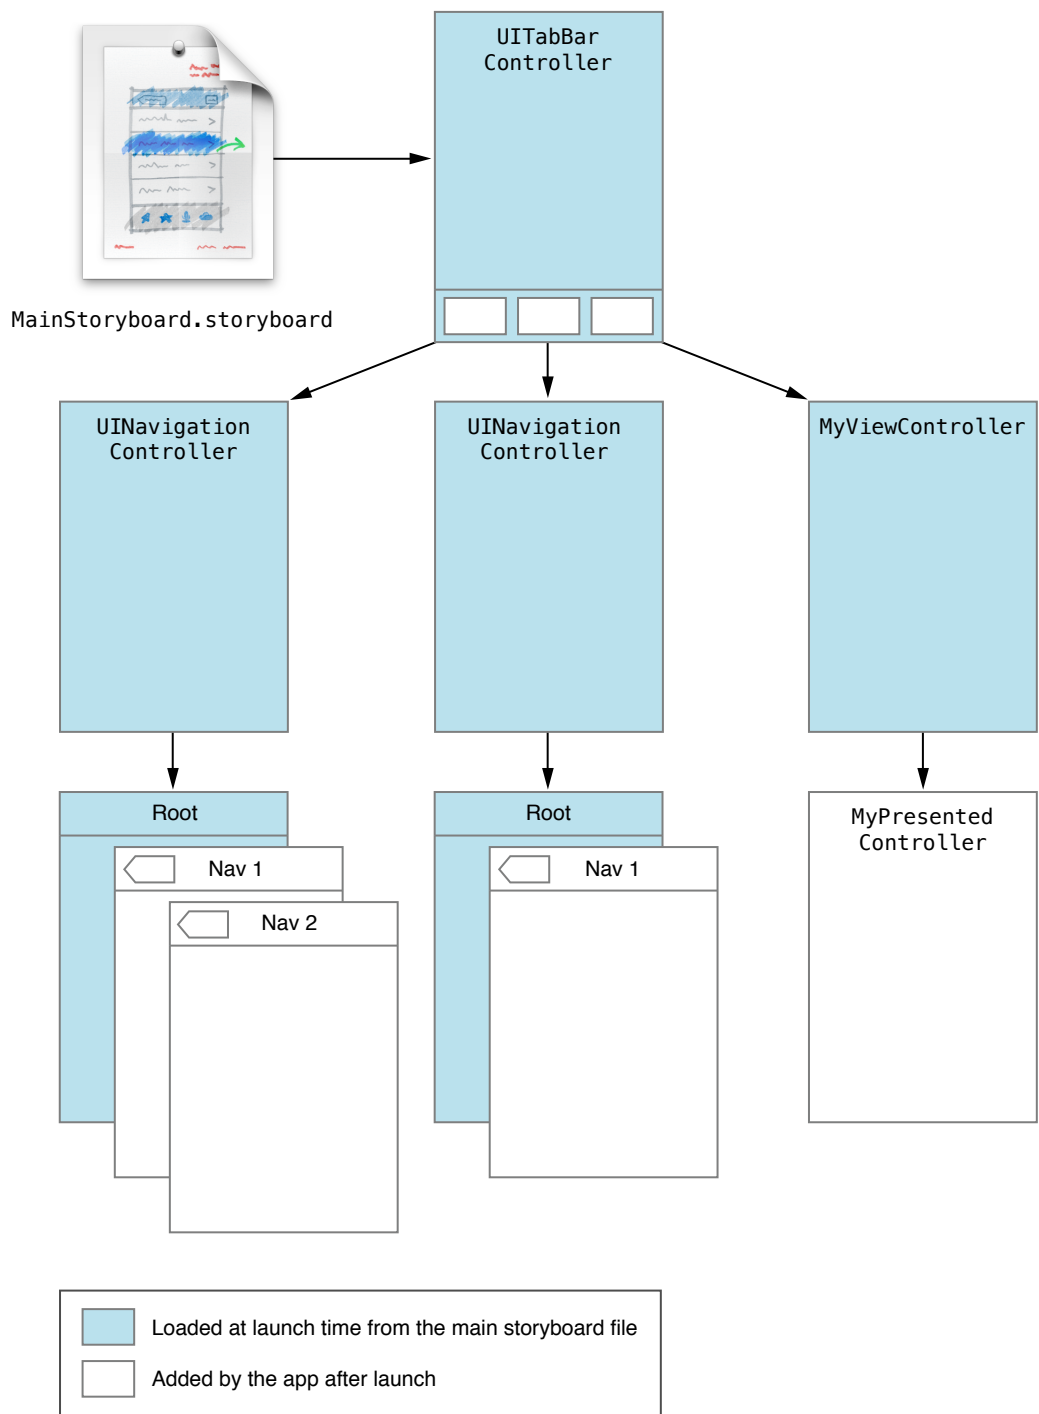 UITabBar
Controller
MainStoryboard.storyboard
UINavigation
Controller
UINavigation
Controller
MyViewController
Root
Nav 1
Nav 2
Root
Nav 1
MyPresented
Controller
Loaded at launch time from the main storyboard file
Added by the app after launch